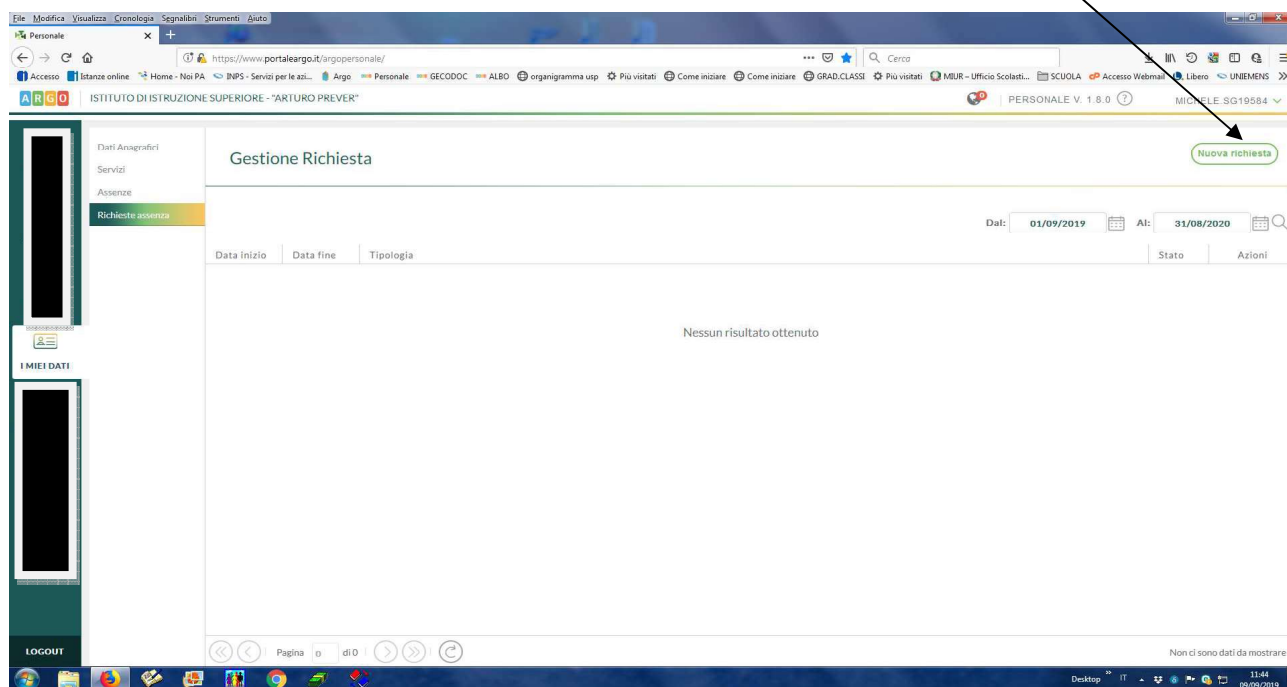 File Modifica Visualizza Cronologia Segnalibri Strumenti Aiuto
Personale
https://www.portaleargo.it/argopersonale/
Cerca
Accesso Istanze online Home - Noi PA INPS - Servizi per le azi... Argo Personale GECODOC ALBO organigramma usp Più visitati Come iniziare Come iniziare GRAD.CLASSI Più visitati MIUR – Ufficio Scolasti... SCUOLA Accesso Webmail Libero UNIEMENS
ARGO ISTITUTO DI ISTRUZIONE SUPERIORE - "ARTURO PREVER" 0 PERSONALE V. 1.8.0 ? MICHELE.SG19584
Dati Anagrafici
Servizi
Assenze
Richieste assenza
Gestione Richiesta
Nuova richiesta
Dal: 01/09/2019 Al: 31/08/2020
Data inizio Data fine Tipologia Stato Azioni
Nessun risultato ottenuto
I MIEI DATI
LOGOUT
Pagina 0 di 0
Non ci sono dati da mostrare
Desktop IT 11:44
09/09/2019